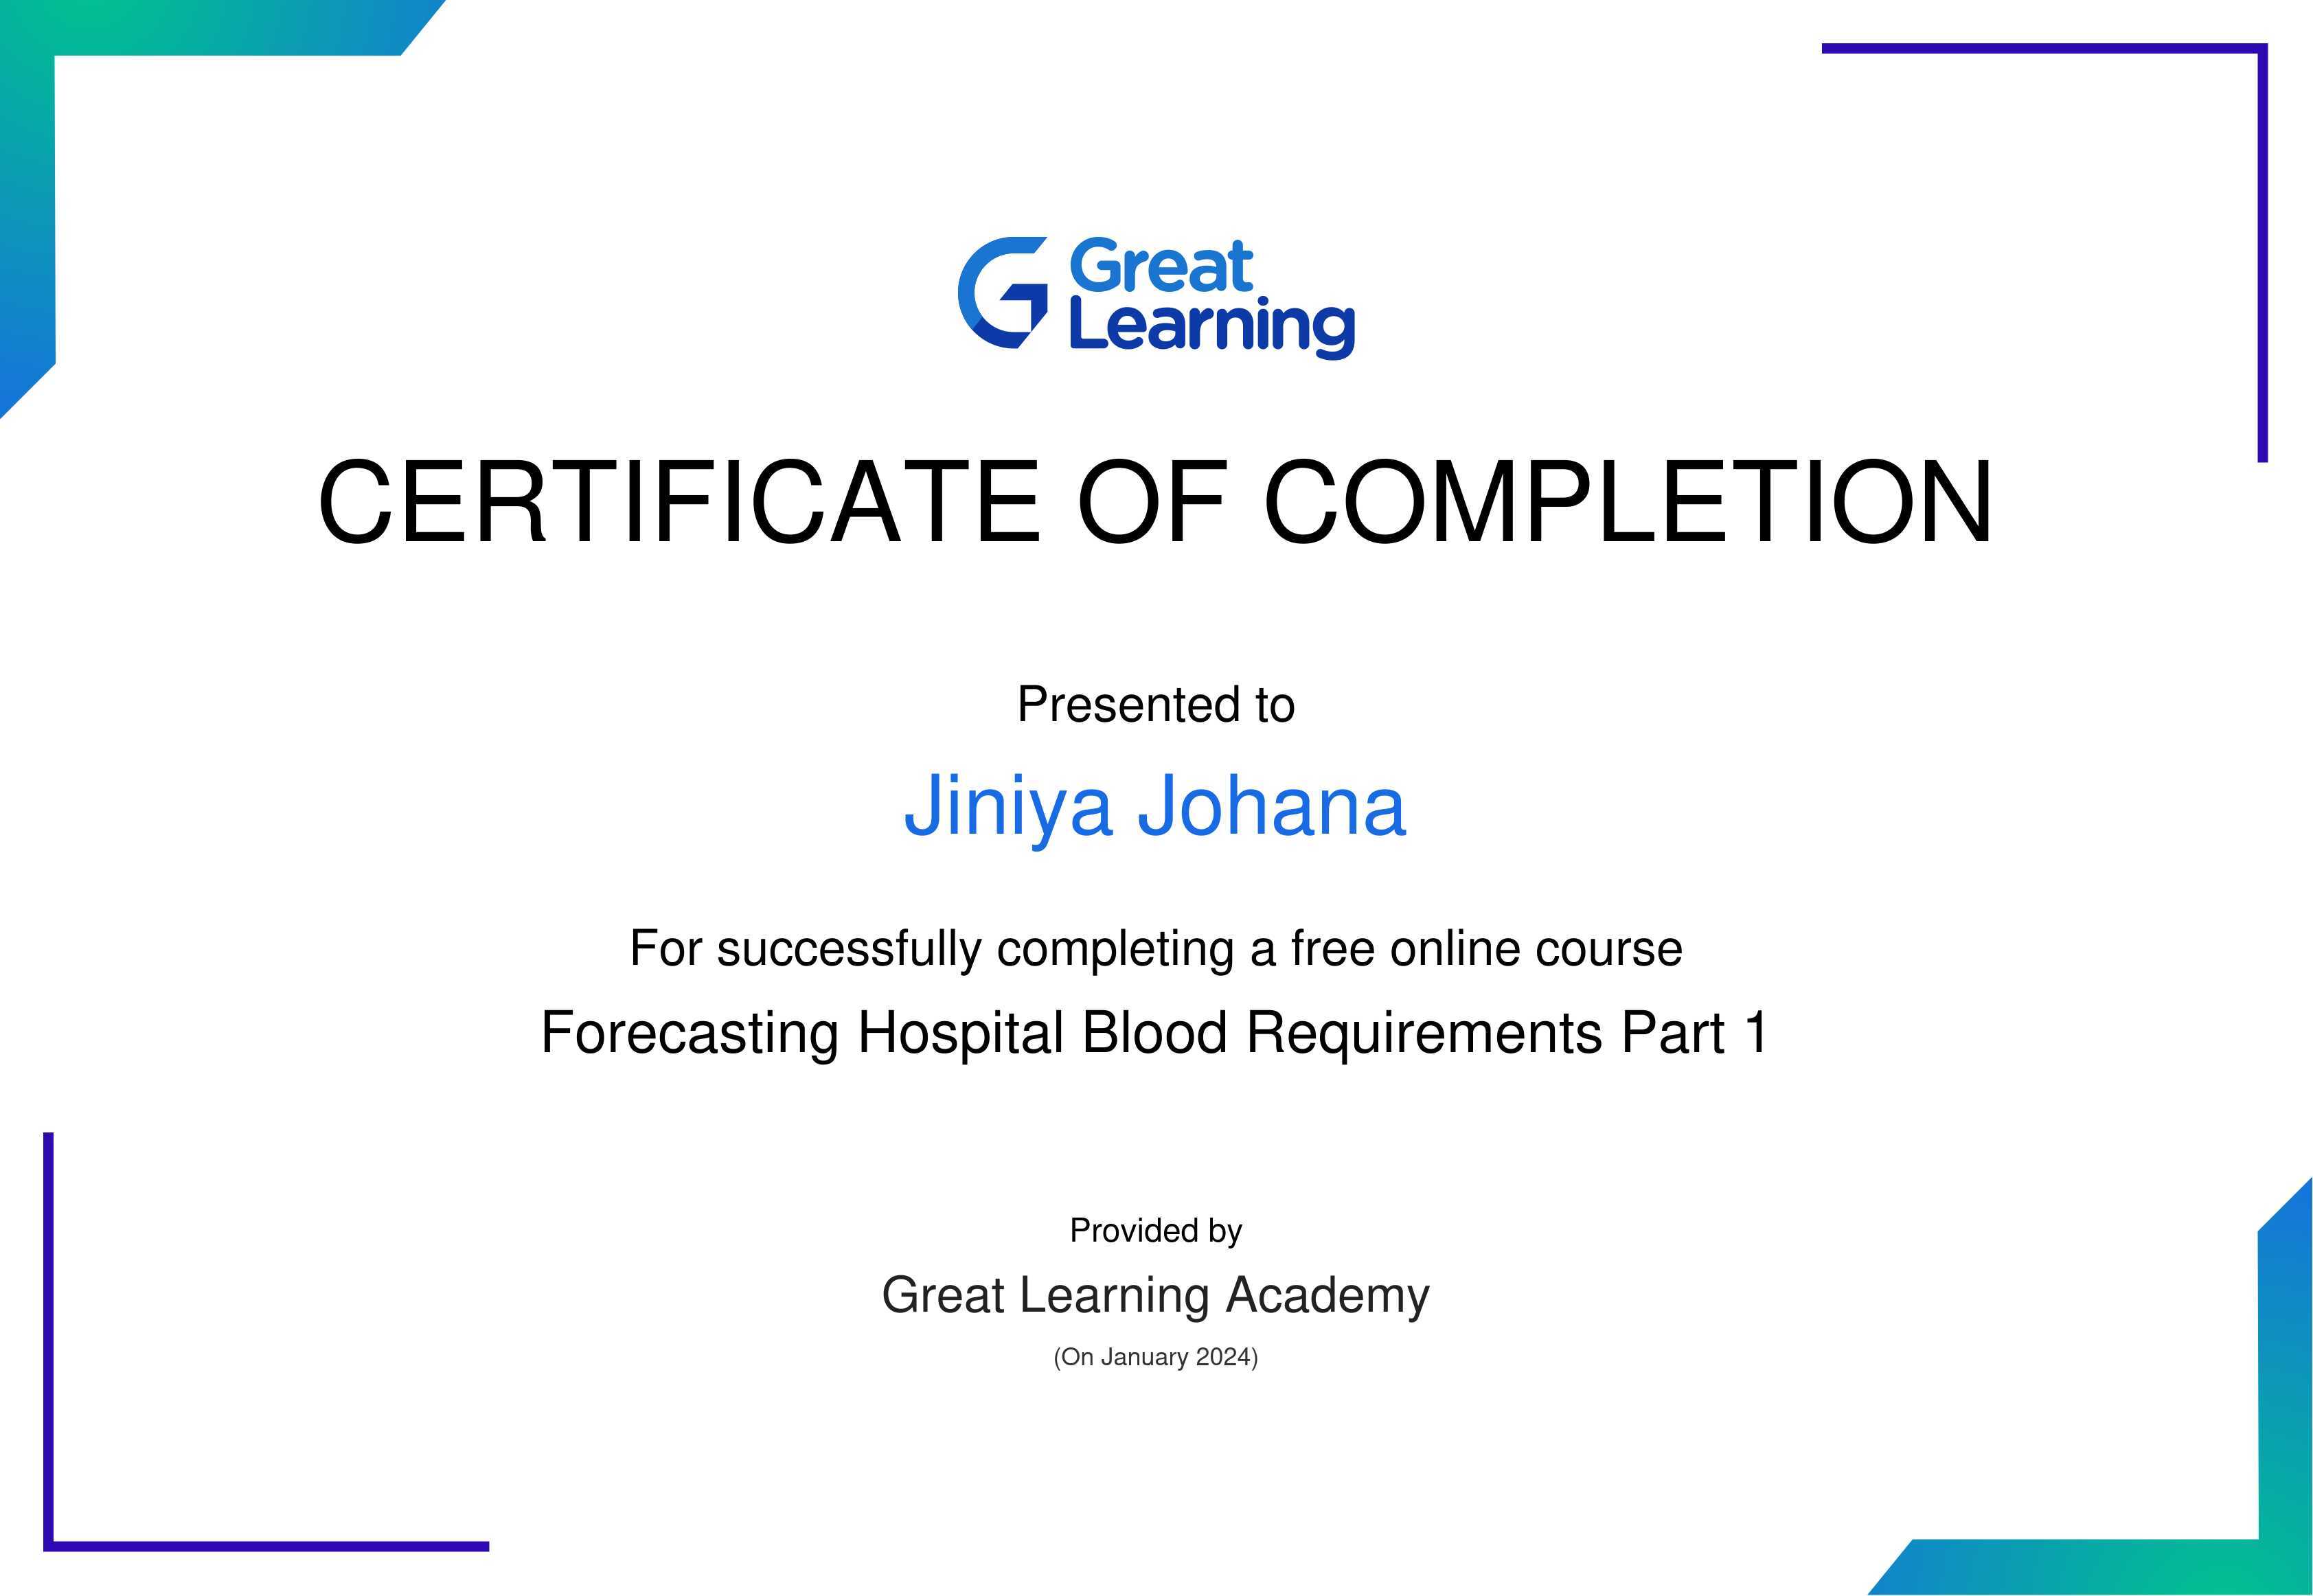 Great
Learning
CERTIFICATE OF COMPLETION
Presented to
Jiniya Johana
For successfully completing a free online course
Forecasting Hospital Blood Requirements Part 1
Provided by
Great Learning Academy
(On January 2024)